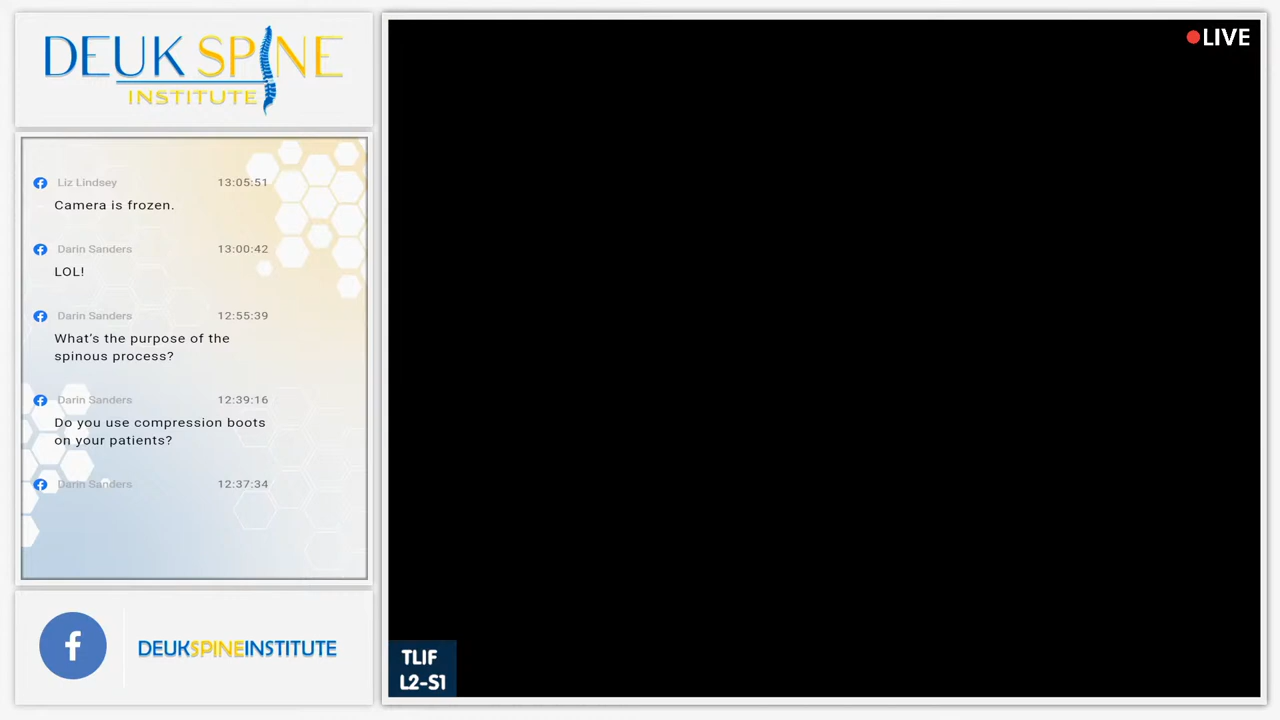 DEUK SPINE
INSTITUTE
Liz Lindsey 13:05:51
Camera is frozen.
Darin Sanders 13:00:42
LOL!
Darin Sanders 12:55:39
What's the purpose of the
spinous process?
Darin Sanders 12:39:16
Do you use compression boots
on your patients?
Darin Sanders 12:37:34
f DEUKSPINEINSTITUTE
LIVE
TLIF
L2-S1